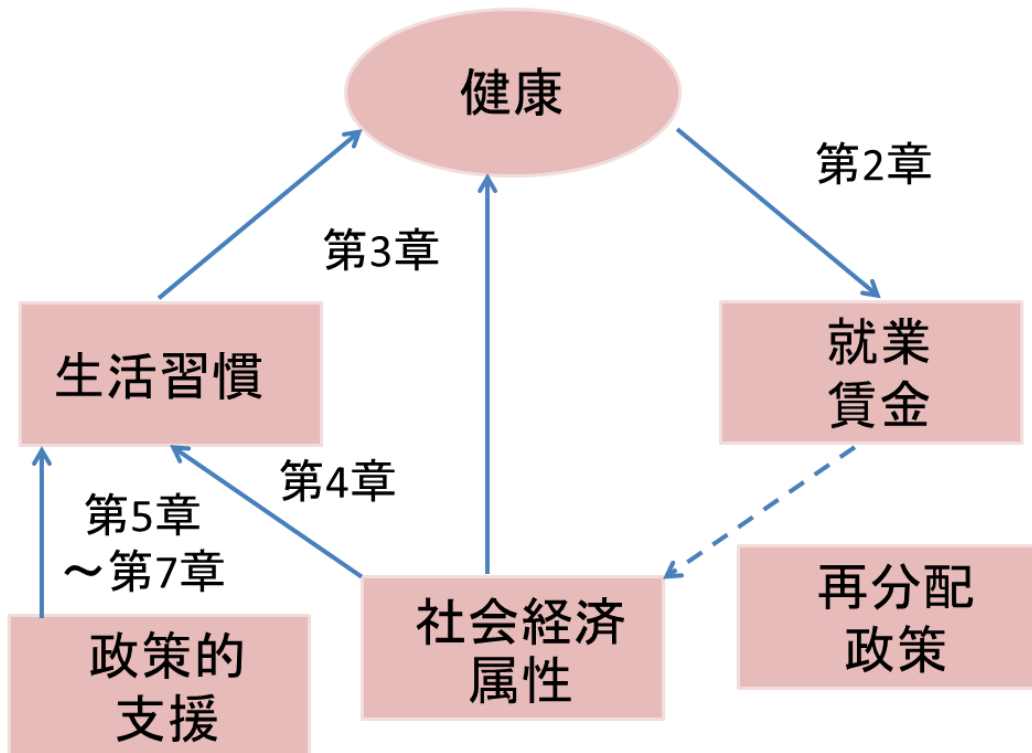 健康
第2章
第3章
生活習慣
就業
賃金
第4章
第5章
～第7章
社会経済
属性
再分配
政策
政策的
支援